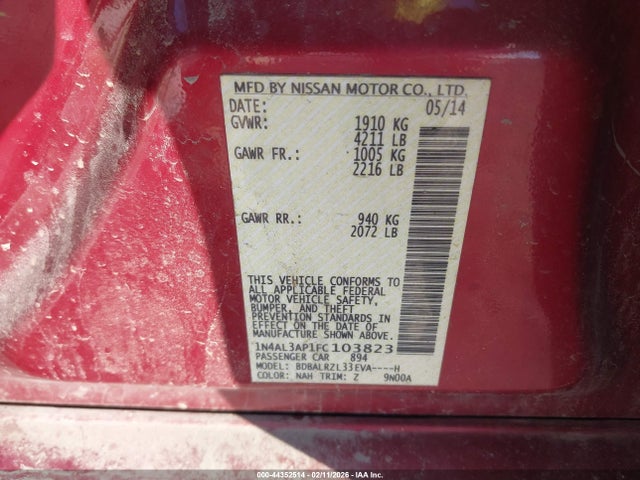 MFD BY NISSAN MOTOR CO., LTD.
DATE: 05/14
GVWR: 1910 KG
4211 LB
GAWR FR.: 1005 KG
2216 LB
GAWR RR.: 940 KG
2072 LB
THIS VEHICLE CONFORMS TO
ALL APPLICABLE FEDERAL
MOTOR VEHICLE SAFETY,
BUMPER, AND THEFT
PREVENTION STANDARDS
IN EFFECT ON THE DATE OF
MANUFACTURE SHOWN ABOVE.
1N4AL3AP1FC103823
PASSENGER CAR 894
MODEL: BDBALRZL33EVA----H
COLOR: NAH TRIM: Z 9N00A
000-44352514 - 02/11/2026 - IAA Inc.